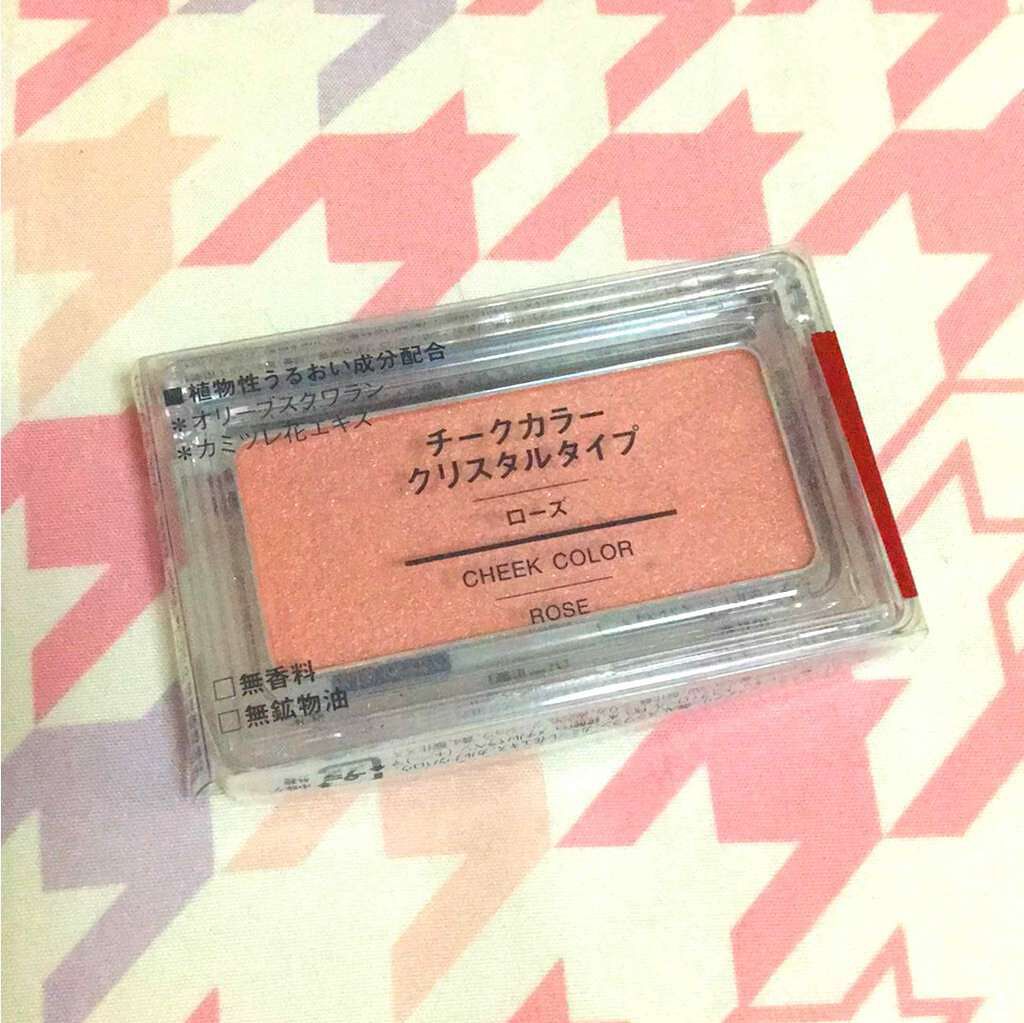 ■植物性うるおい成分配合
＊オリーブスクワラン
＊カミツレ花エキス
チークカラー
クリスタルタイプ
ローズ
CHEEK COLOR
ROSE
□無香料
□無鉱物油